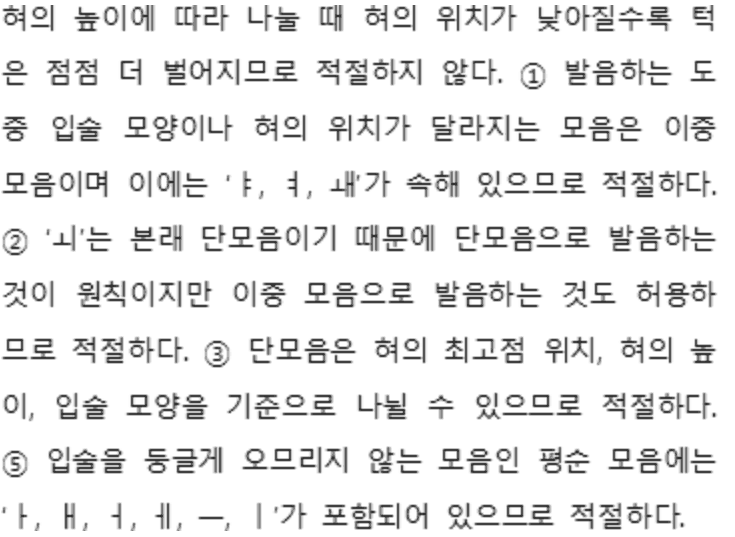 혀의 높이에 따라 나눌 때 혀의 위치가 낮아질수록 턱
은 점점 더 벌어지므로 적절하지 않다. ① 발음하는 도
중 입술 모양이나 혀의 위치가 달라지는 모음은 이중
모음이며 이에는 ‘ㅑ, ㅕ, ㅙ’가 속해 있으므로 적절하다.
② ‘ㅚ’는 본래 단모음이기 때문에 단모음으로 발음하는
것이 원칙이지만 이중 모음으로 발음하는 것도 허용하
므로 적절하다. ③ 단모음은 혀의 최고점 위치, 혀의 높
이, 입술 모양을 기준으로 나뉠 수 있으므로 적절하다.
⑤ 입술을 둥글게 오므리지 않는 모음인 평순 모음에는
‘ㅏ, ㅐ, ㅓ, ㅔ, ㅡ, ㅣ’가 포함되어 있으므로 적절하다.